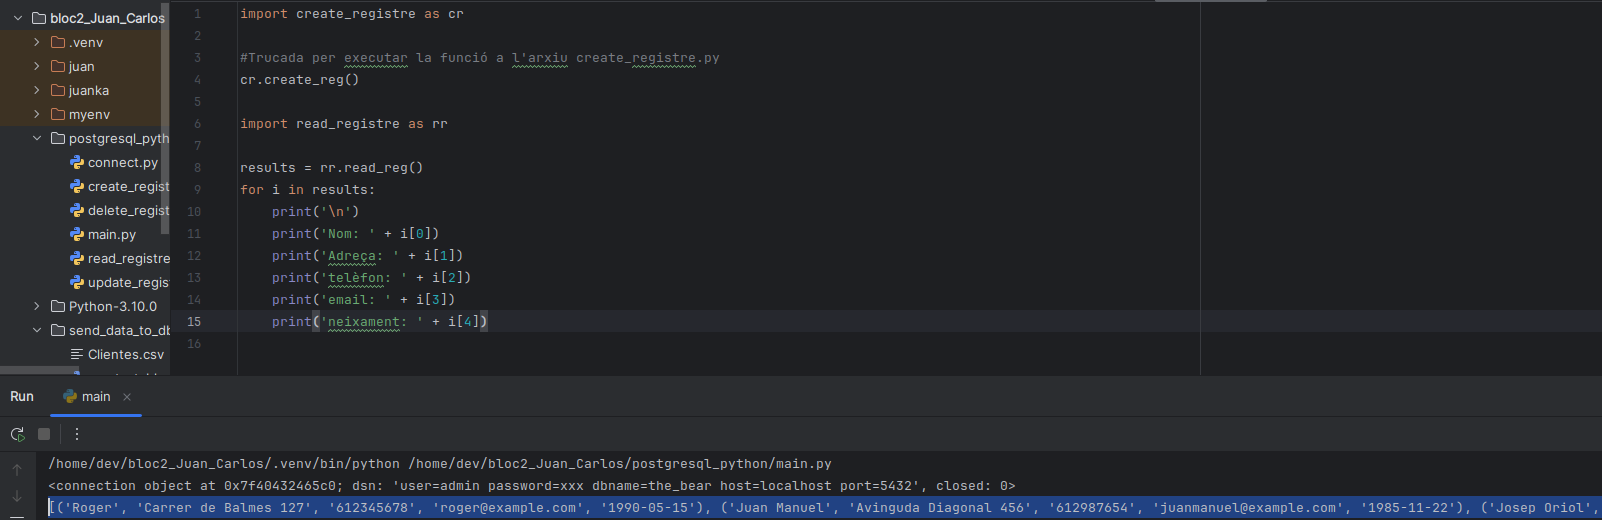 bloc2_Juan_Carlos
.venv
juan
juanka
myenv
postgresql_pyth
connect.py
create_regist
delete_regist
main.py
read_registre
update_regis
Python-3.10.0
send_data_to_db
Clientes.csv
1 import create_registre as cr
2
3 #Trucada per executar la funció a l'arxiu create_registre.py
4 cr.create_reg()
5
6 import read_registre as rr
7
8 results = rr.read_reg()
9 for i in results:
10 print('\n')
11 print('Nom: ' + i[0])
12 print('Adreça: ' + i[1])
13 print('telèfon: ' + i[2])
14 print('email: ' + i[3])
15 print('neixament: ' + i[4])
16
Run main
/home/dev/bloc2_Juan_Carlos/.venv/bin/python /home/dev/bloc2_Juan_Carlos/postgresql_python/main.py
<connection object at 0x7f40432465c0; dsn: 'user=admin password=xxx dbname=the_bear host=localhost port=5432', closed: 0>
[('Roger', 'Carrer de Balmes 127', '612345678', 'roger@example.com', '1990-05-15'), ('Juan Manuel', 'Avinguda Diagonal 456', '612987654', 'juanmanuel@example.com', '1985-11-22'), ('Josep Oriol',